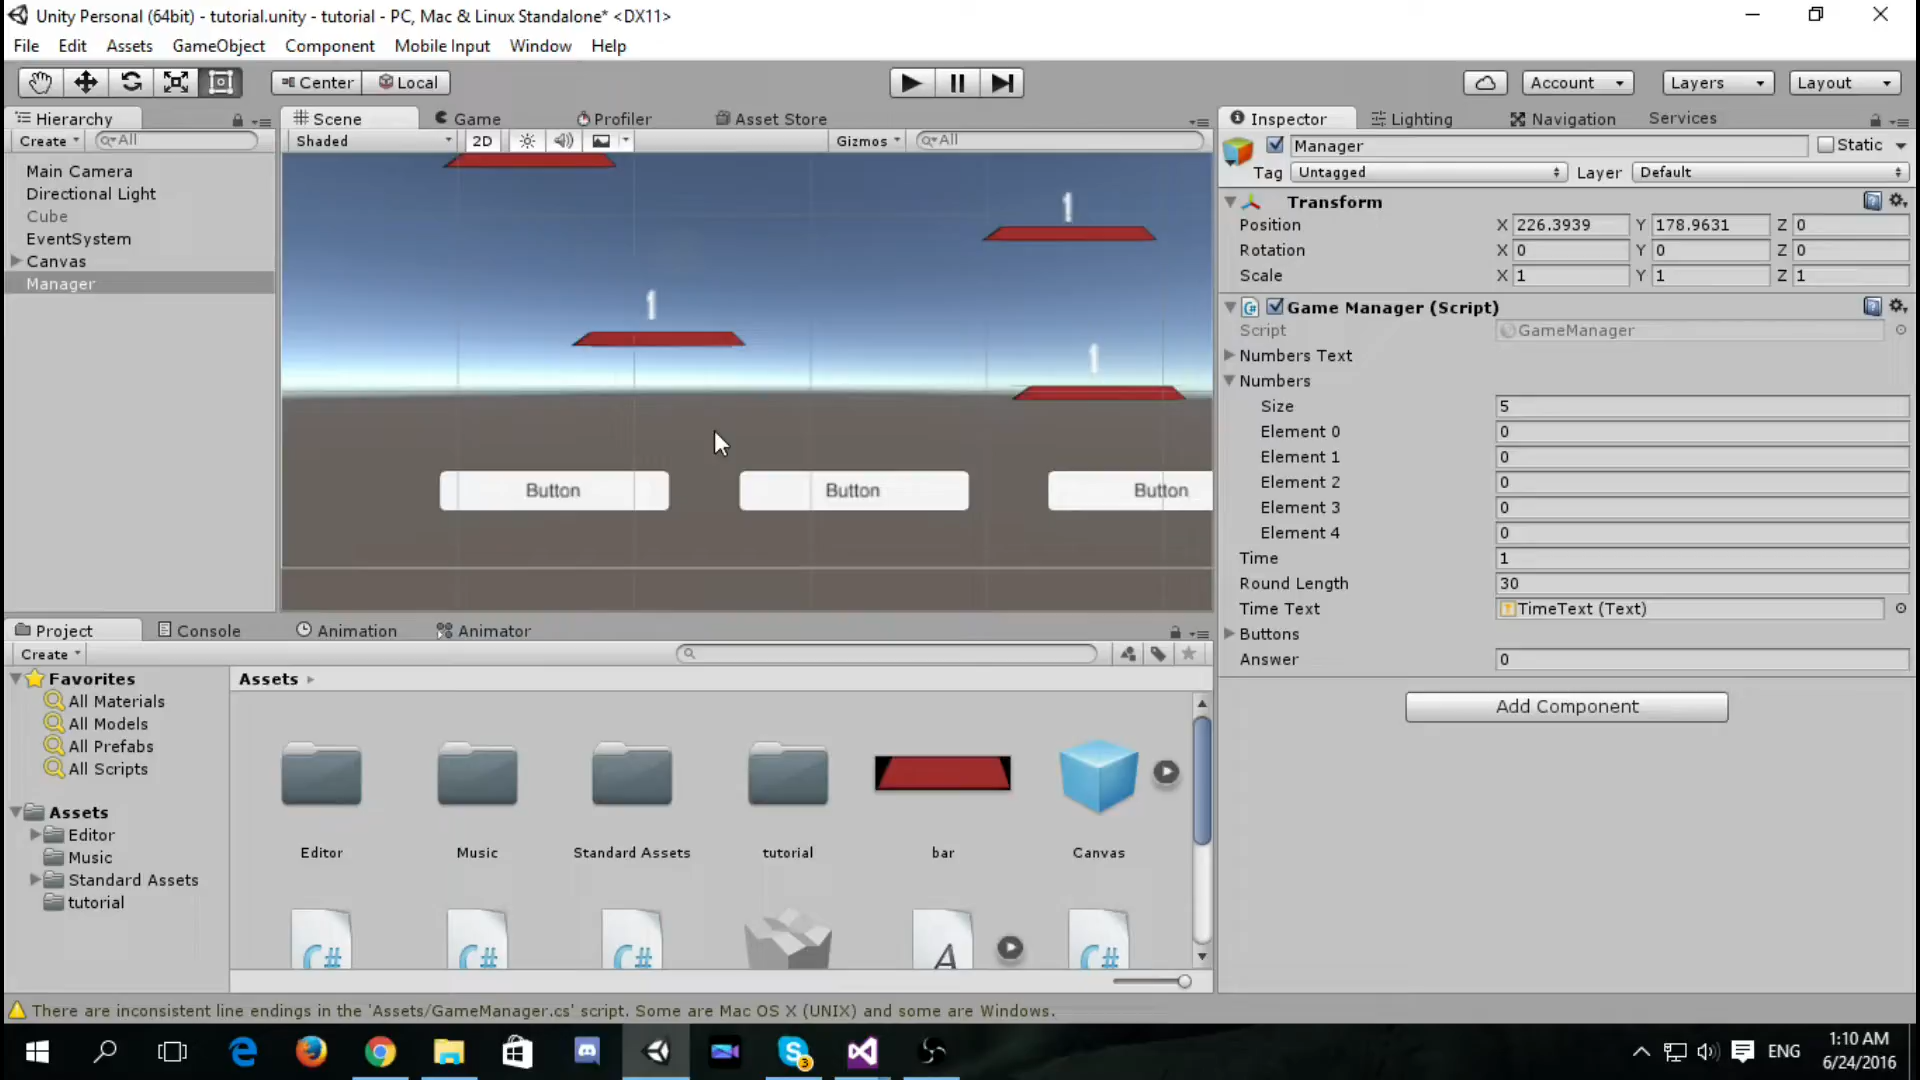 Unity Personal (64bit) - tutorial.unity - tutorial - PC, Mac & Linux Standalone* <DX11>
File Edit Assets GameObject Component Mobile Input Window Help
Center Local Account Layers Layout
Hierarchy
Create All
Main Camera
Directional Light
Cube
EventSystem
Canvas
Manager
Scene Game Profiler Asset Store
Shaded 2D Gizmos All
1
1
1
Button Button Button
Inspector Lighting Navigation Services
Manager Static
Tag Untagged Layer Default
Transform
Position X 226.3939 Y 178.9631 Z 0
Rotation X 0 Y 0 Z 0
Scale X 1 Y 1 Z 1
Game Manager (Script)
Script GameManager
Numbers Text
Numbers
Size 5
Element 0 0
Element 1 0
Element 2 0
Element 3 0
Element 4 0
Time 1
Round Length 30
Time Text TimeText (Text)
Buttons
Answer 0
Add Component
Project Console Animation Animator
Create
Favorites
All Materials
All Models
All Prefabs
All Scripts
Assets
Editor
Music
Standard Assets
tutorial
Assets
Editor Music Standard Assets tutorial bar Canvas
C# C# C# A C#
There are inconsistent line endings in the 'Assets/GameManager.cs' script. Some are Mac OS X (UNIX) and some are Windows.
3
ENG
1:10 AM
6/24/2016